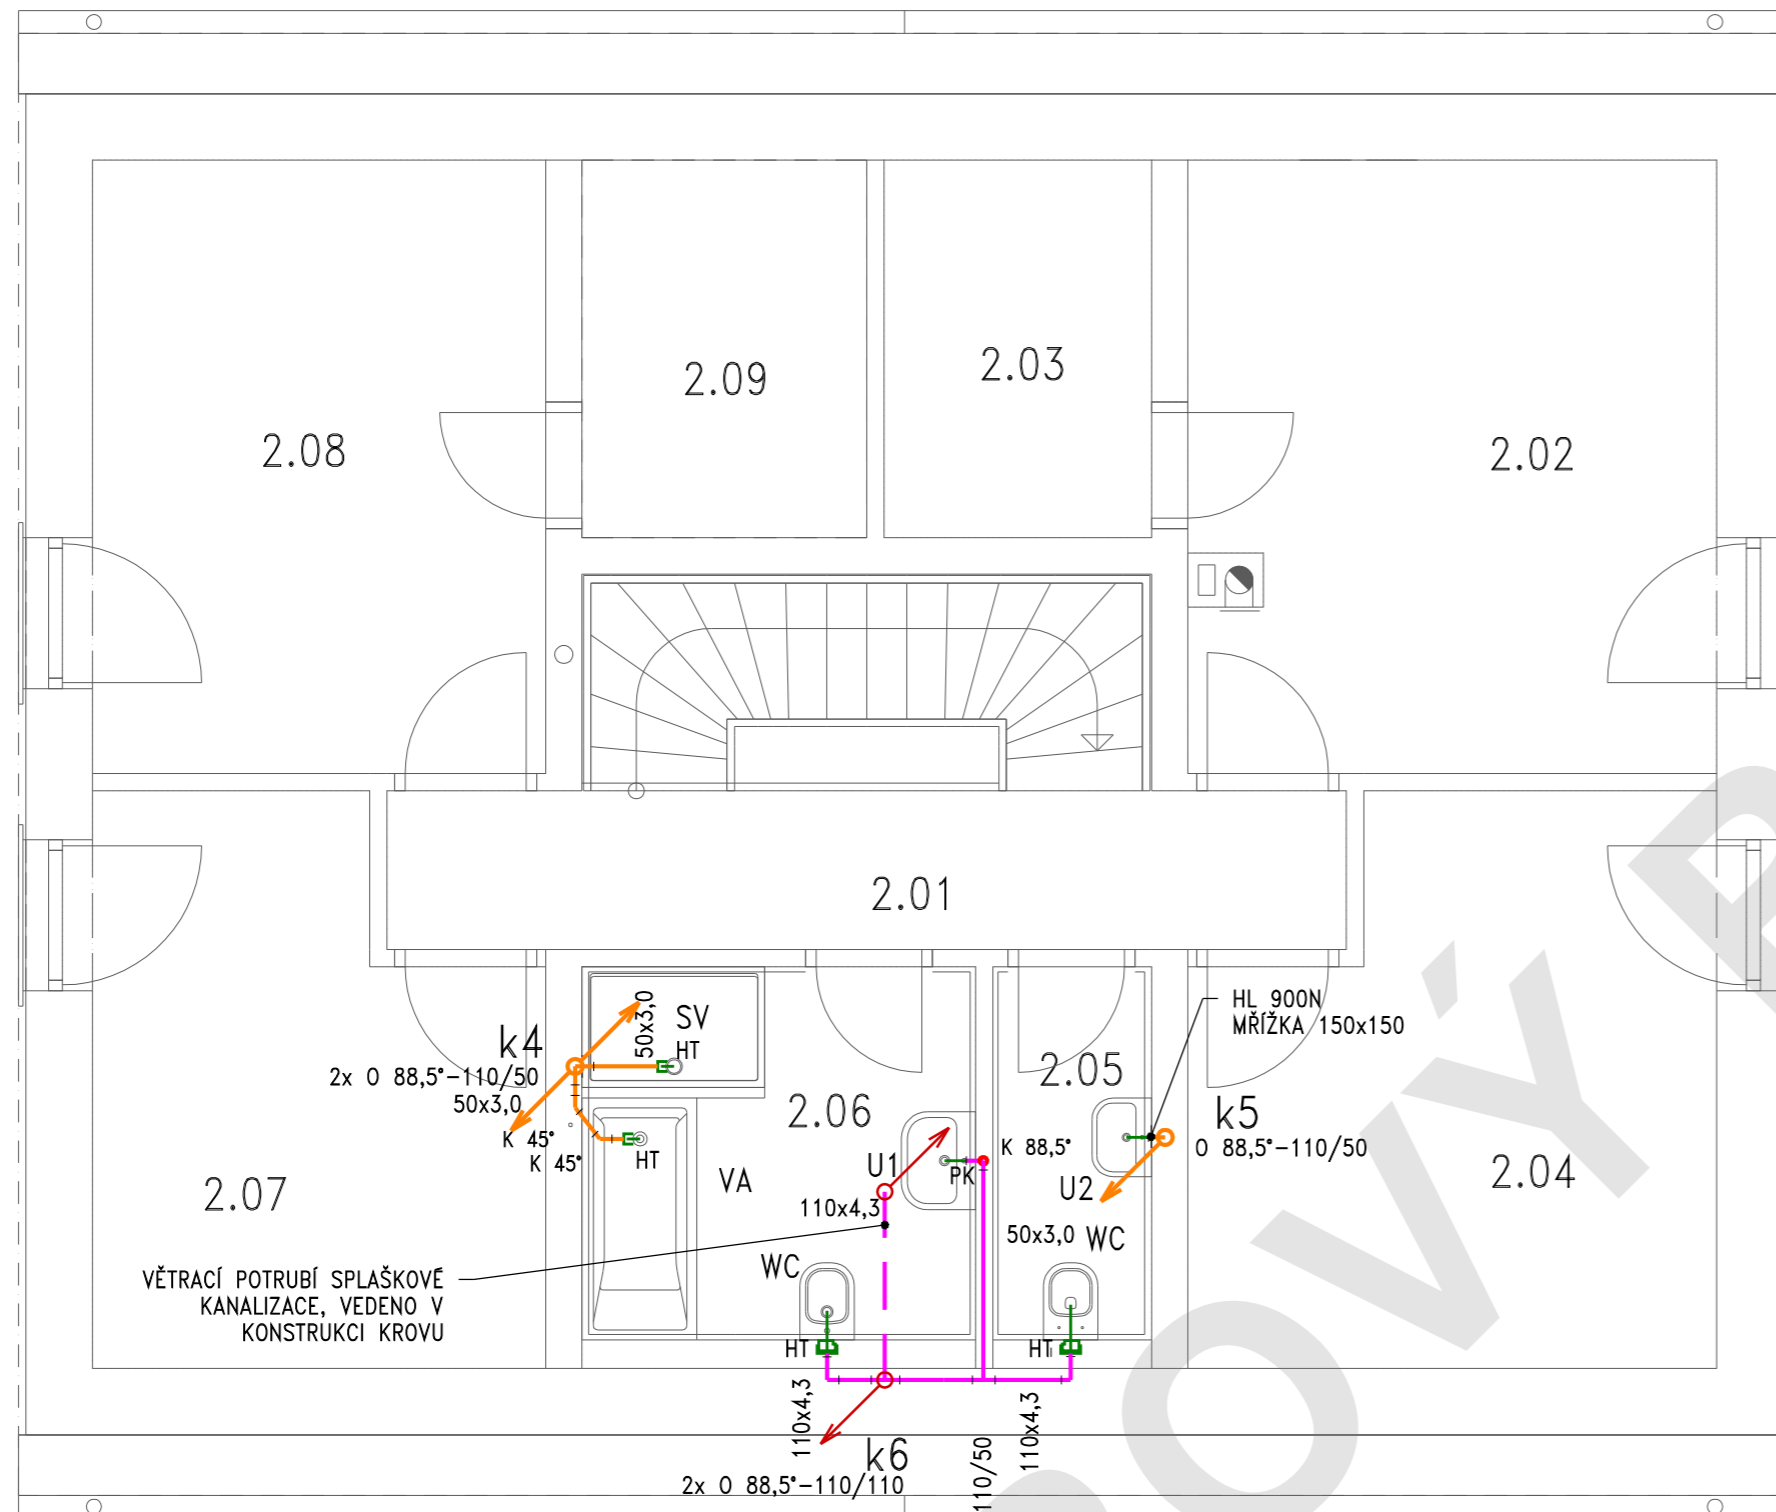 2.09
2.03
2.08
2.02
2.01
HL 900N
MŘÍŽKA 150x150
50x3,0
SV
HT
k4
2x O 88,5°-110/50
50x3,0
K 45°
K 45°
HT
2.05
2.06
k5
O 88,5°-110/50
K 88,5°
U1
PK
U2
VA
110x4,3
50x3,0
WC
WC
2.07
2.04
VĚTRACÍ POTRUBÍ SPLAŠKOVÉ
KANALIZACE, VEDENO V
KONSTRUKCI KROVU
HT
HT
110x4,3
k6
2x O 88,5°-110/110
110/50
110x4,3
OVÝ